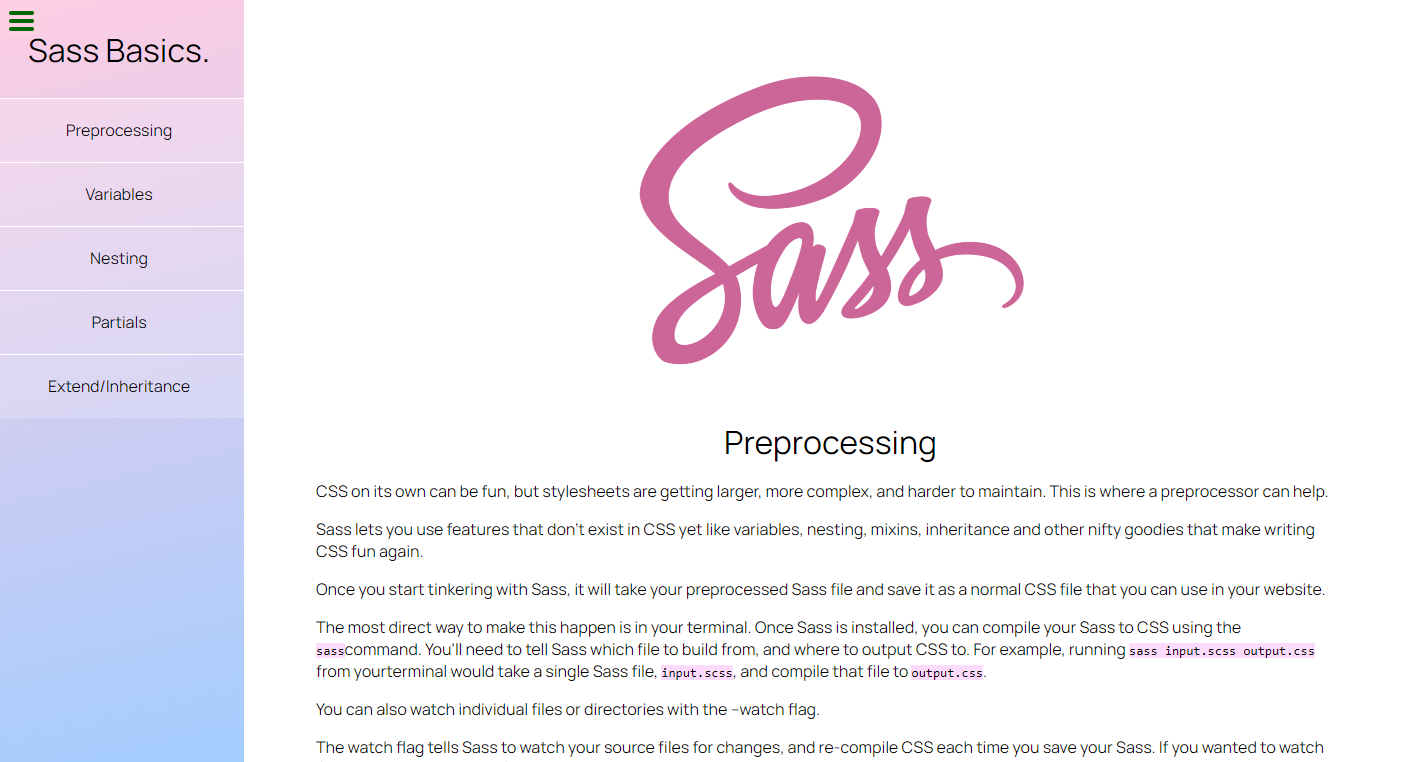 Sass Basics.
Preprocessing
Variables
Nesting
Partials
Extend/Inheritance
Sass
Preprocessing
CSS on its own can be fun, but stylesheets are getting larger, more complex, and harder to maintain. This is where a preprocessor can help.
Sass lets you use features that don't exist in CSS yet like variables, nesting, mixins, inheritance and other nifty goodies that make writing
CSS fun again.
Once you start tinkering with Sass, it will take your preprocessed Sass file and save it as a normal CSS file that you can use in your website.
The most direct way to make this happen is in your terminal. Once Sass is installed, you can compile your Sass to CSS using the
sasscommand. You'll need to tell Sass which file to build from, and where to output CSS to. For example, running sass input.scss output.css
from yourterminal would take a single Sass file, input.scss, and compile that file to output.css.
You can also watch individual files or directories with the –watch flag.
The watch flag tells Sass to watch your source files for changes, and re-compile CSS each time you save your Sass. If you wanted to watch